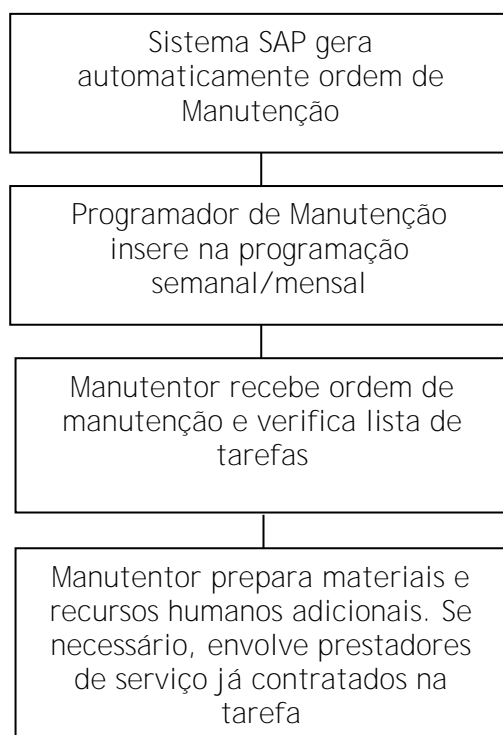 Sistema SAP gera
automaticamente ordem de
Manutenção
Programador de Manutenção
insere na programação
semanal/mensal
Manutentor recebe ordem de
manutenção e verifica lista de
tarefas
Manutentor prepara materiais e
recursos humanos adicionais. Se
necessário, envolve prestadores
de serviço já contratados na
tarefa